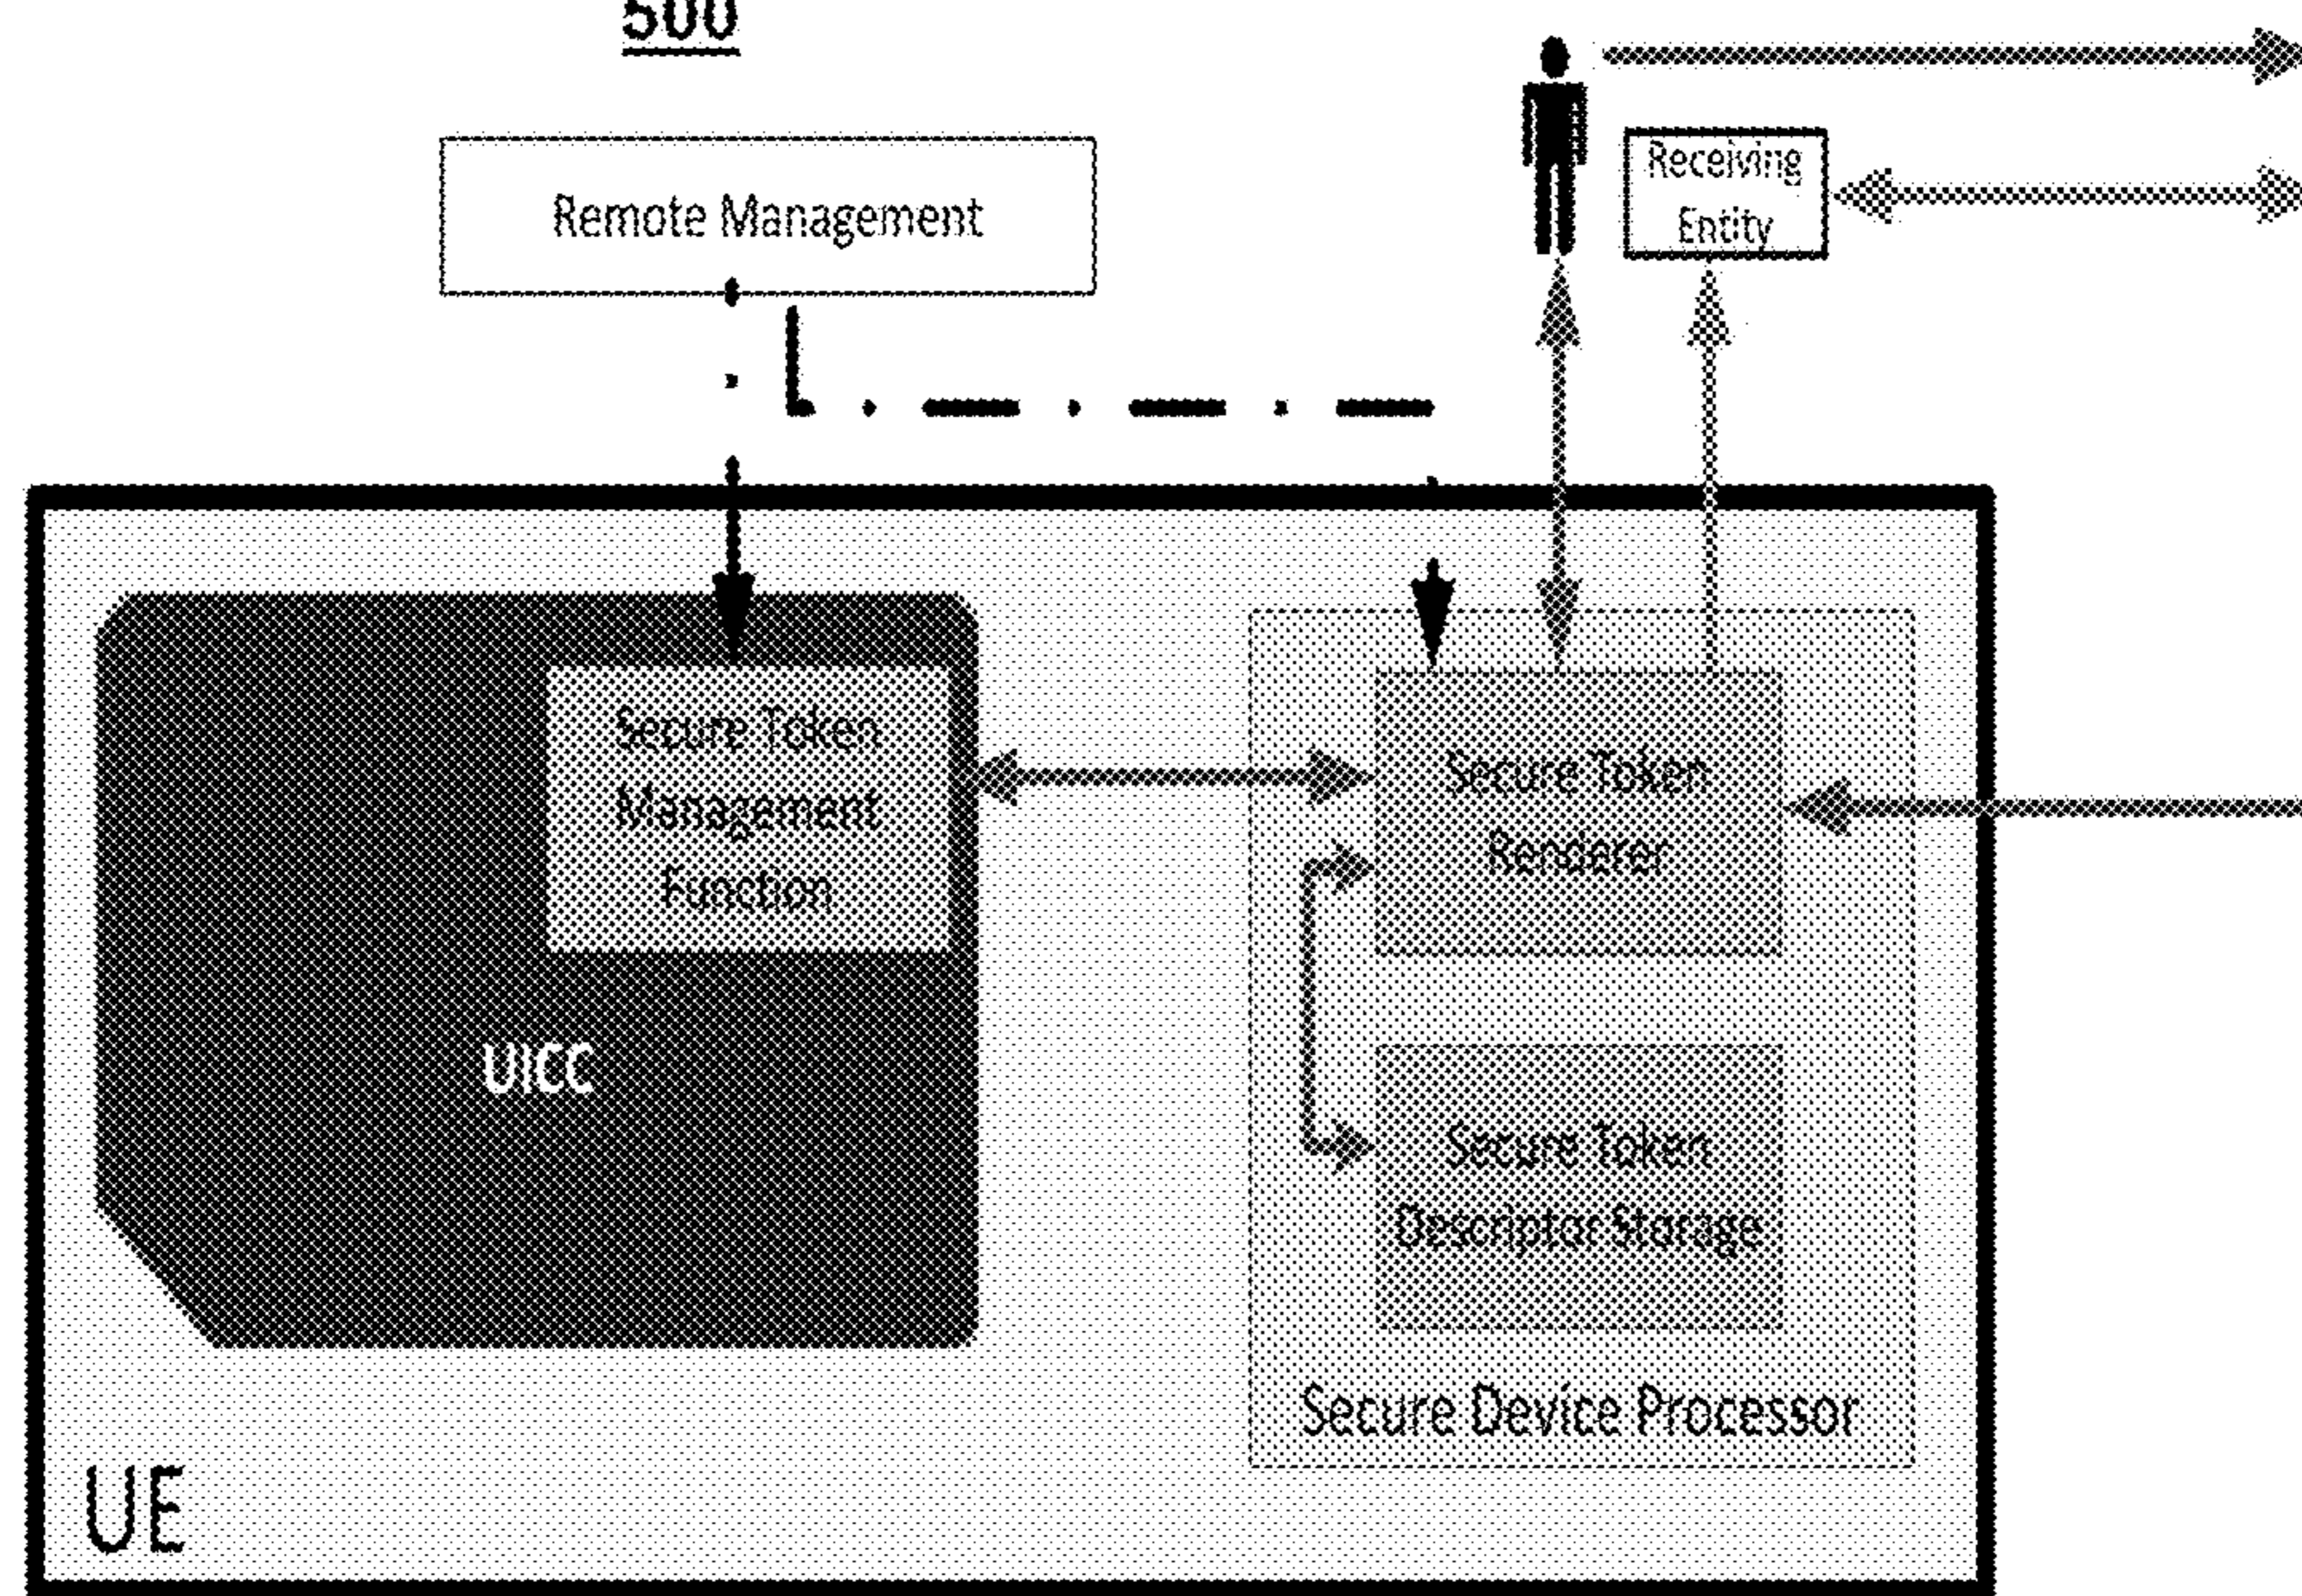 500
Remote Management
Receiving
Entity
Secure Token
Management
Function
UICC
Secure Token
Renderer
Secure Token
Descriptor Storage
Secure Device Processor
UE